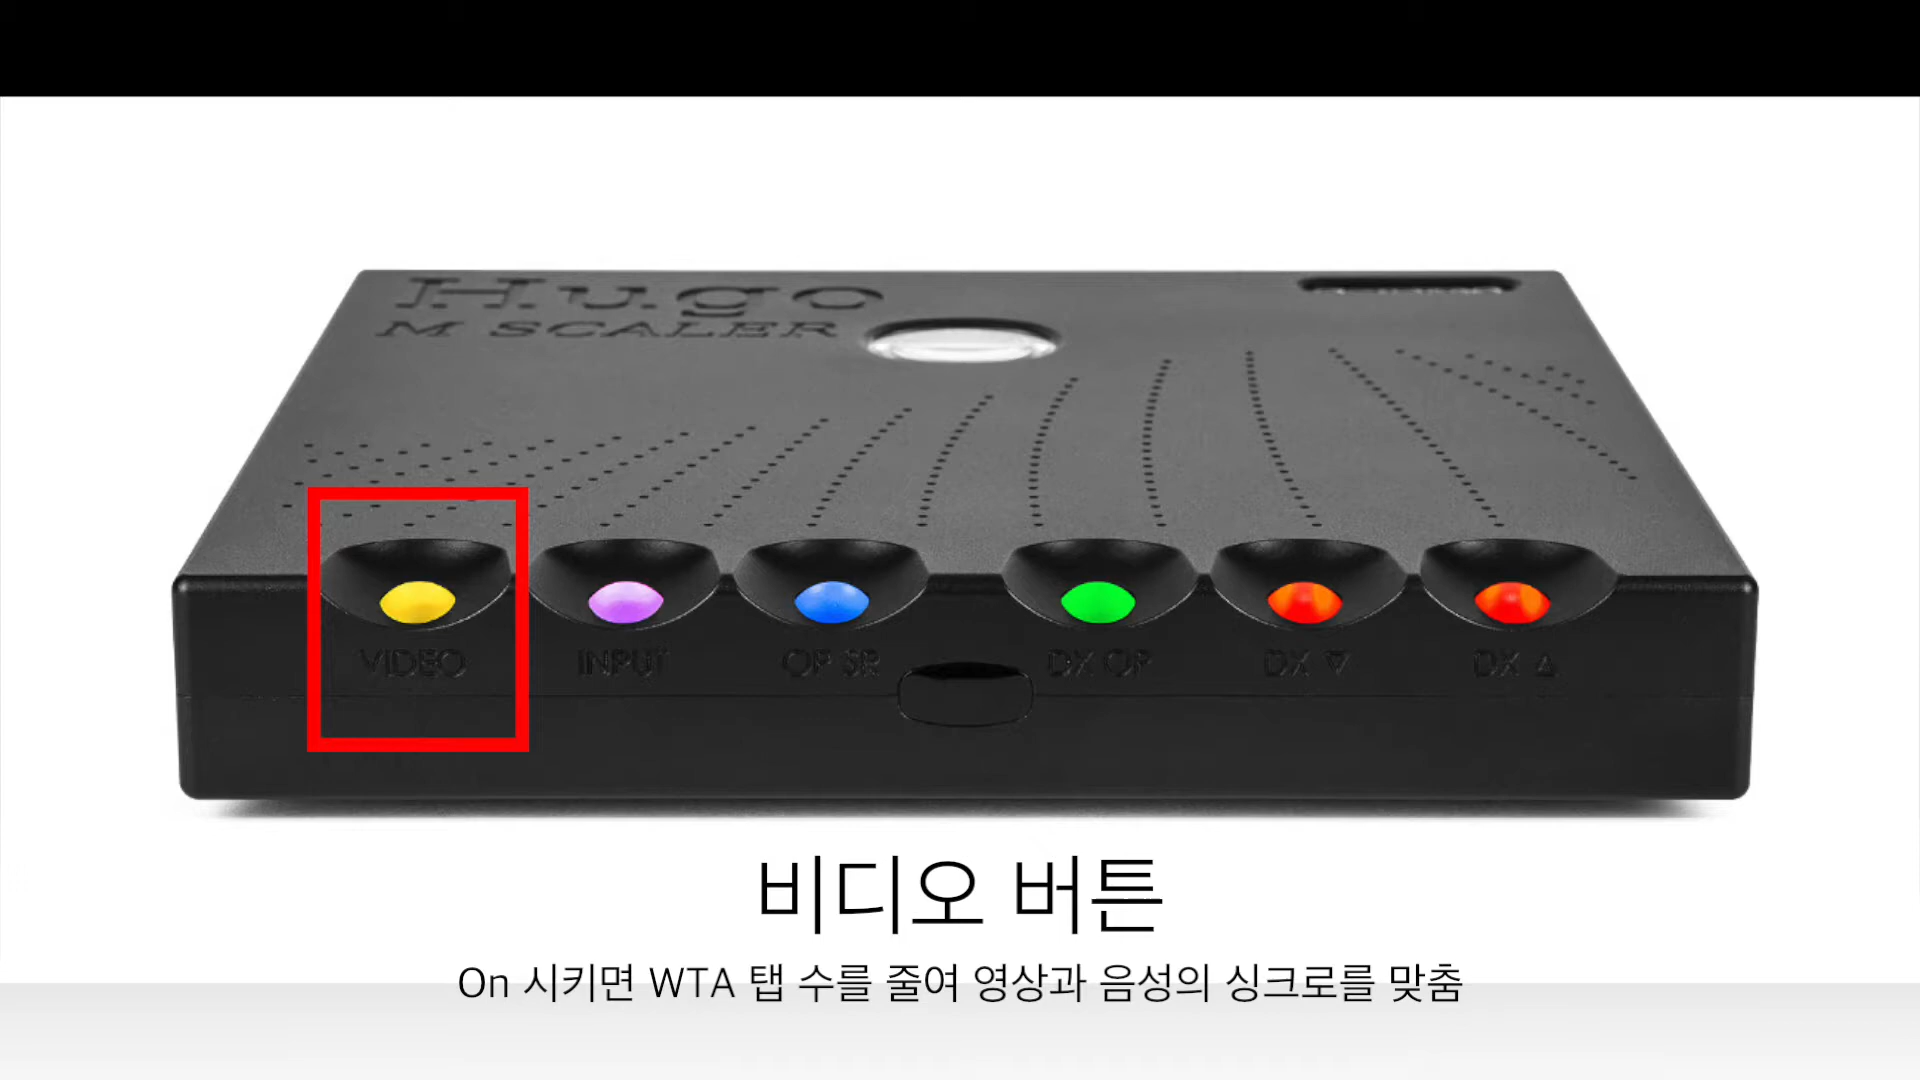 Hugo
M SCALER
VIDEO
INPUT
OP SR
DX OP
DX ▽
DX △
비디오 버튼
On 시키면 WTA 탭 수를 줄여 영상과 음성의 싱크로를 맞춤